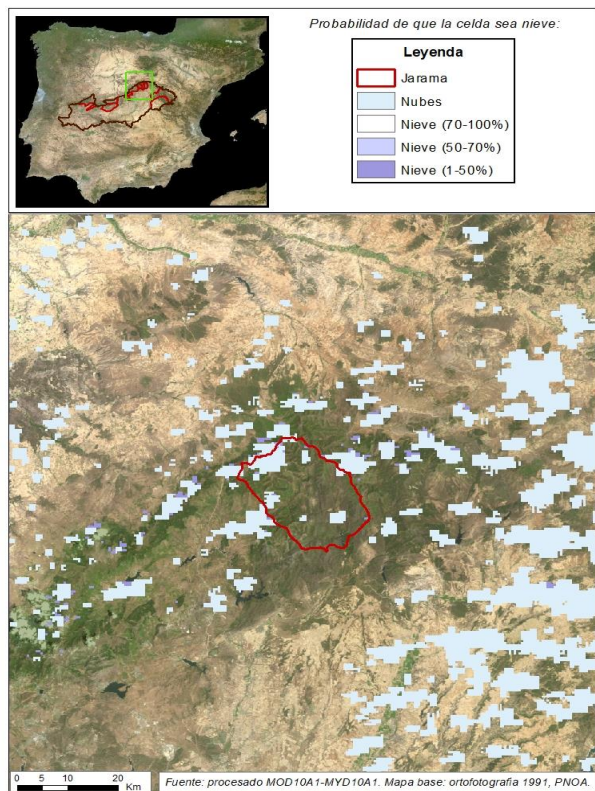 Probabilidad de que la celda sea nieve:
Leyenda
Jarama
Nubes
Nieve (70-100%)
Nieve (50-70%)
Nieve (1-50%)
0 5 10 20
Km
Fuente: procesado MOD10A1-MYD10A1. Mapa base: ortofotografia 1991, PNOA.